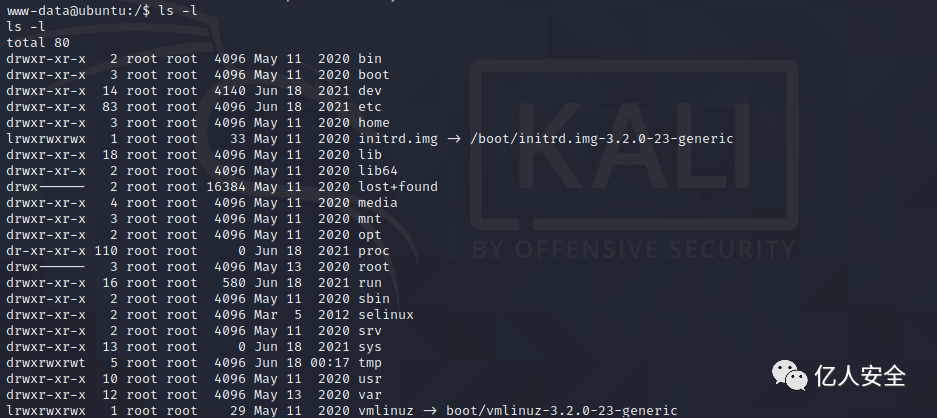 www-data@ubuntu:/$ ls -l
ls -l
total 80
drwxr-xr-x   2 root root  4096 May 11  2020 bin
drwxr-xr-x   3 root root  4096 May 11  2020 boot
drwxr-xr-x  14 root root  4140 Jun 18  2021 dev
drwxr-xr-x  83 root root  4096 Jun 18  2021 etc
drwxr-xr-x   3 root root  4096 May 11  2020 home
lrwxrwxrwx   1 root root    33 May 11  2020 initrd.img -> /boot/initrd.img-3.2.0-23-generic
drwxr-xr-x  18 root root  4096 May 11  2020 lib
drwxr-xr-x   2 root root  4096 May 11  2020 lib64
drwx------   2 root root 16384 May 11  2020 lost+found
drwxr-xr-x   4 root root  4096 May 11  2020 media
drwxr-xr-x   3 root root  4096 May 11  2020 mnt
drwxr-xr-x   2 root root  4096 May 11  2020 opt
dr-xr-xr-x 110 root root     0 Jun 18  2021 proc
drwx------   3 root root  4096 May 13  2020 root
drwxr-xr-x  16 root root   580 Jun 18  2021 run
drwxr-xr-x   2 root root  4096 May 11  2020 sbin
drwxr-xr-x   2 root root  4096 Mar  5  2012 selinux
drwxr-xr-x   2 root root  4096 May 11  2020 srv
drwxr-xr-x  13 root root     0 Jun 18  2021 sys
drwxrwxrwt   5 root root  4096 Jun 18 00:17 tmp
drwxr-xr-x  10 root root  4096 May 11  2020 usr
drwxr-xr-x  12 root root  4096 May 13  2020 var
lrwxrwxrwx   1 root root    29 May 11  2020 vmlinuz -> boot/vmlinuz-3.2.0-23-generic
KALI
BY OFFENSIVE SECURITY
亿人安全